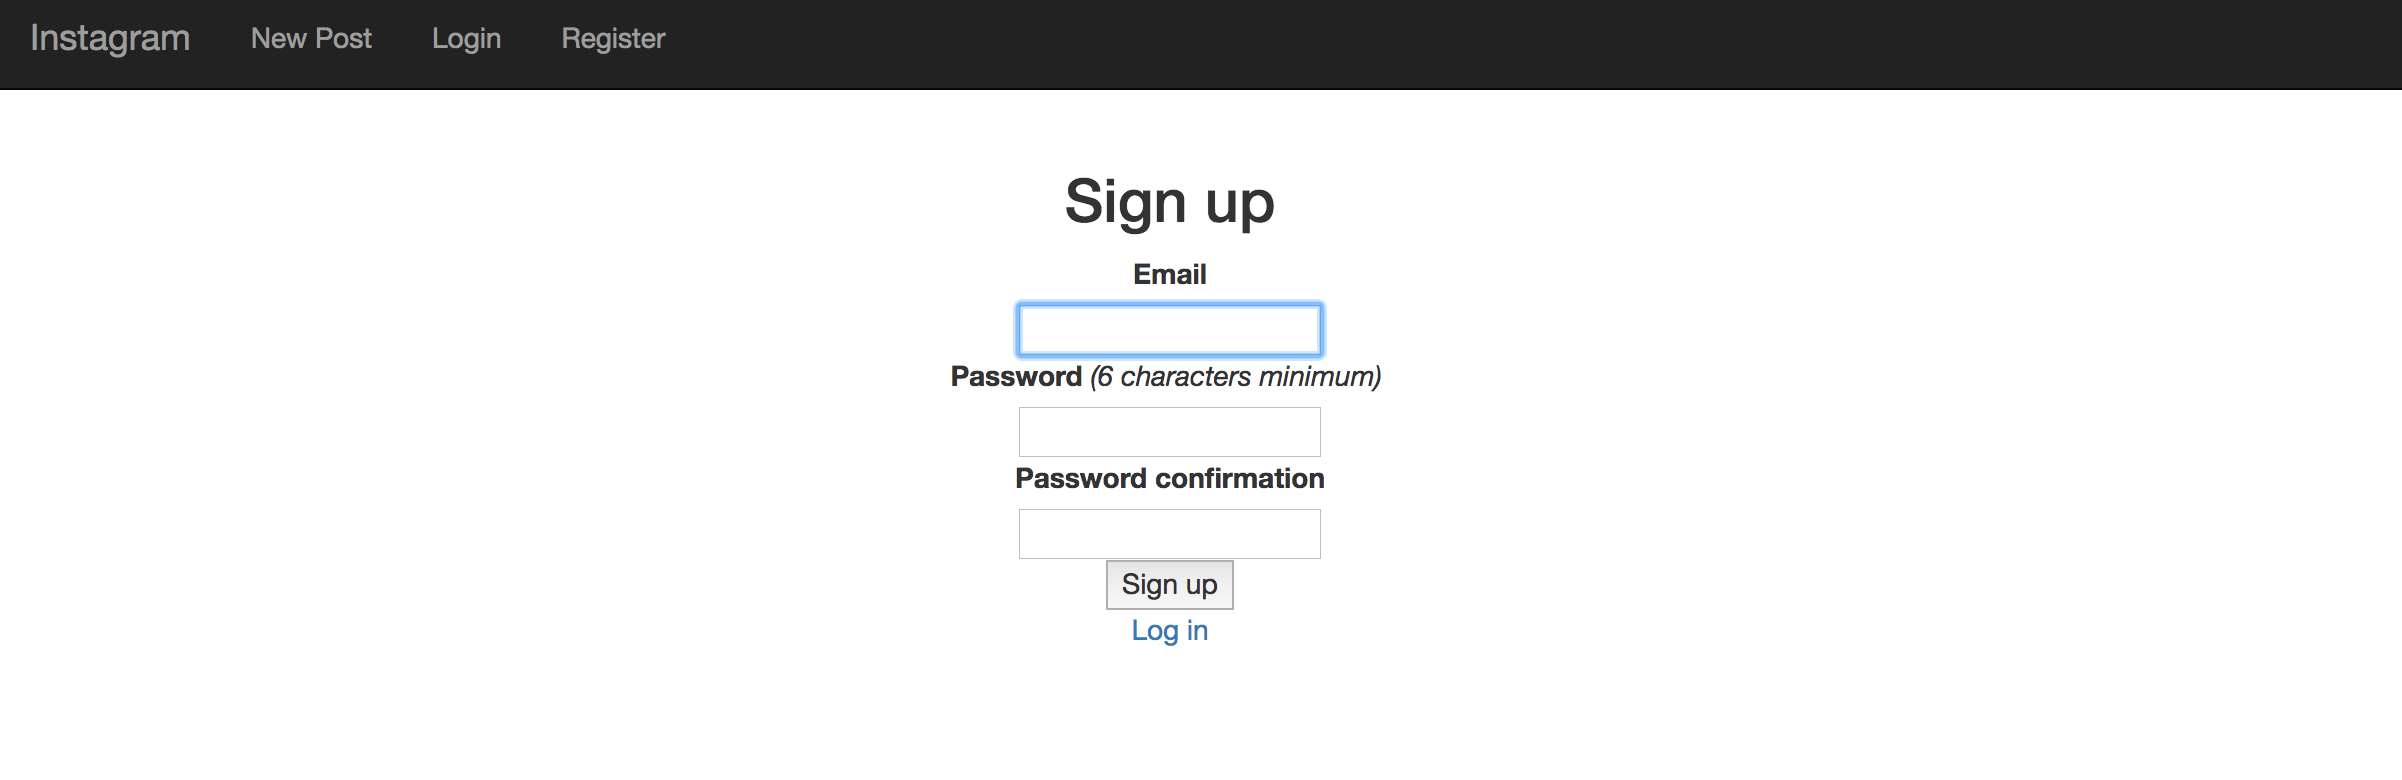 Instagram New Post Login Register
Sign up
Email
Password (6 characters minimum)
Password confirmation
Sign up
Log in